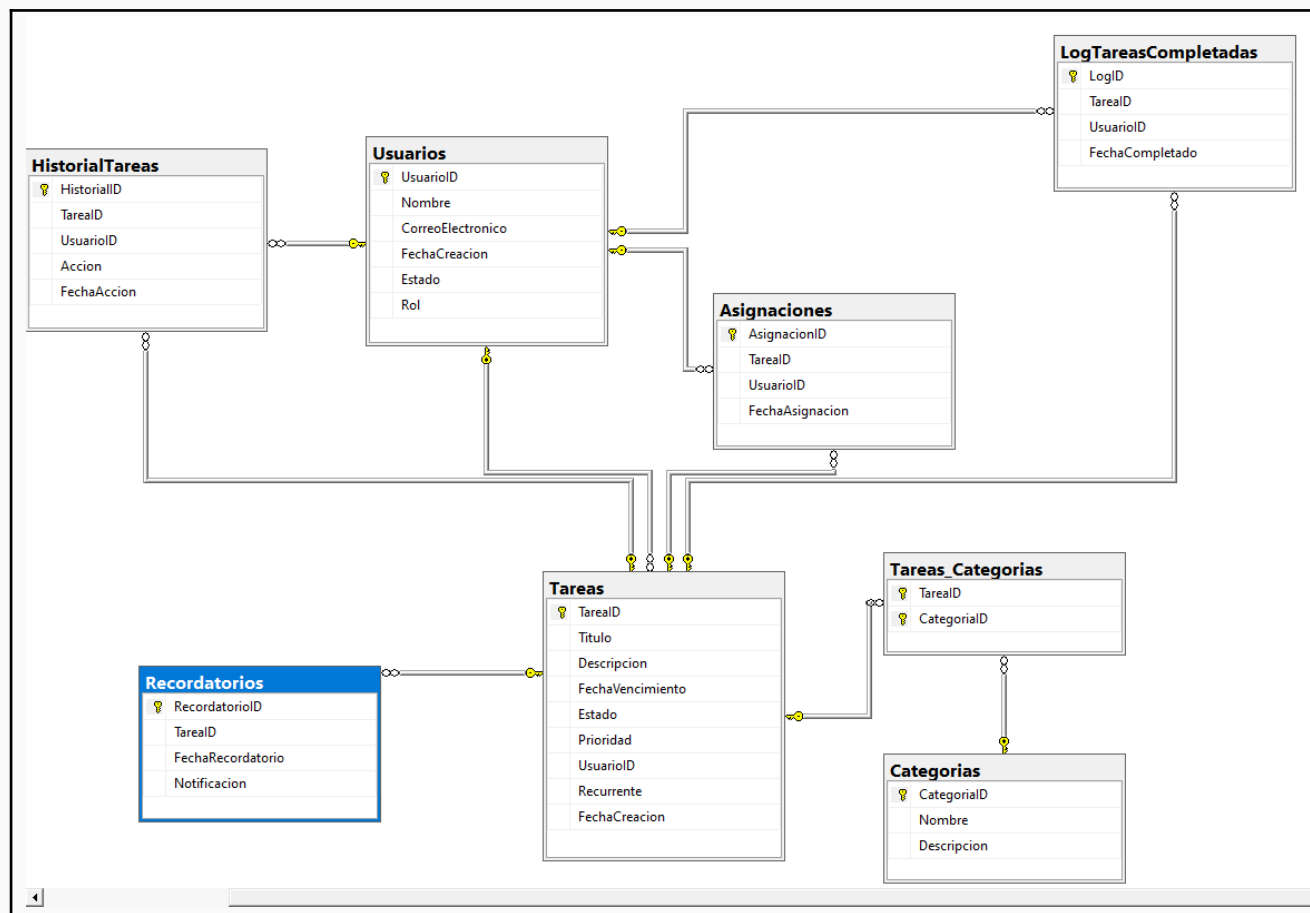 LogTareasCompletadas
LogID
TareaID
UsuarioID
FechaCompletado
HistorialTareas
HistorialID
TareaID
UsuarioID
Accion
FechaAccion
Usuarios
UsuarioID
Nombre
CorreoElectronico
FechaCreacion
Estado
Rol
Asignaciones
AsignacionID
TareaID
UsuarioID
FechaAsignacion
Tareas
TareaID
Titulo
Descripcion
FechaVencimiento
Estado
Prioridad
UsuarioID
Recurrente
FechaCreacion
Tareas_Categorias
TareaID
CategoriaID
Recordatorios
RecordatorioID
TareaID
FechaRecordatorio
Notificacion
Categorias
CategoriaID
Nombre
Descripcion